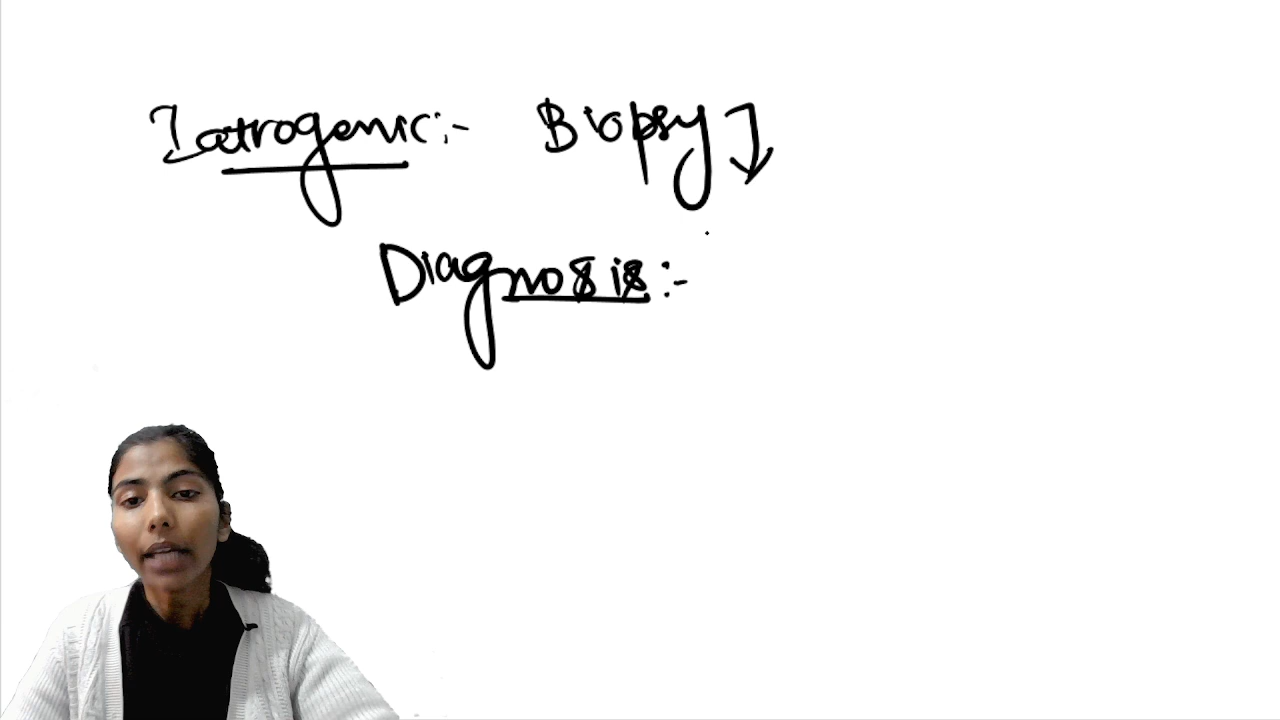 Iatrogenic:- Biopsy ↓
Diagnosis:-